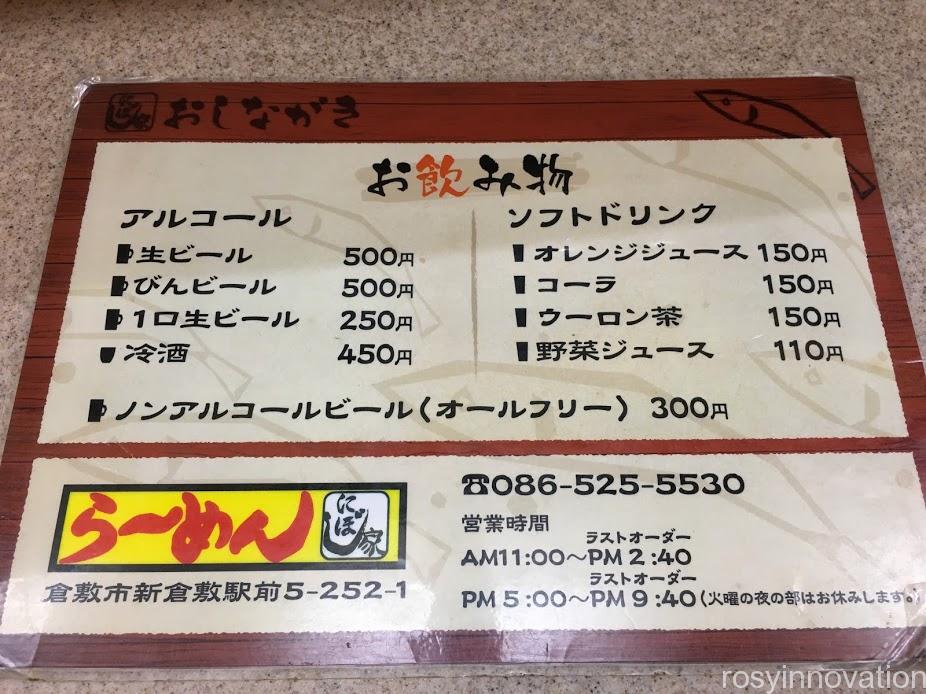 にぼし家 おしながき
お飲み物
アルコール
生ビール 500円
びんビール 500円
1口生ビール 250円
冷酒 450円
ソフトドリンク
オレンジジュース 150円
コーラ 150円
ウーロン茶 150円
野菜ジュース 110円
ノンアルコールビール(オールフリー) 300円
らーめん にぼし家
倉敷市新倉敷駅前5-252-1
☎086-525-5530
営業時間
ラストオーダー
AM11:00〜PM2:40
ラストオーダー
PM5:00〜PM9:40(火曜の夜の部はお休みします。)
rosyinnovation